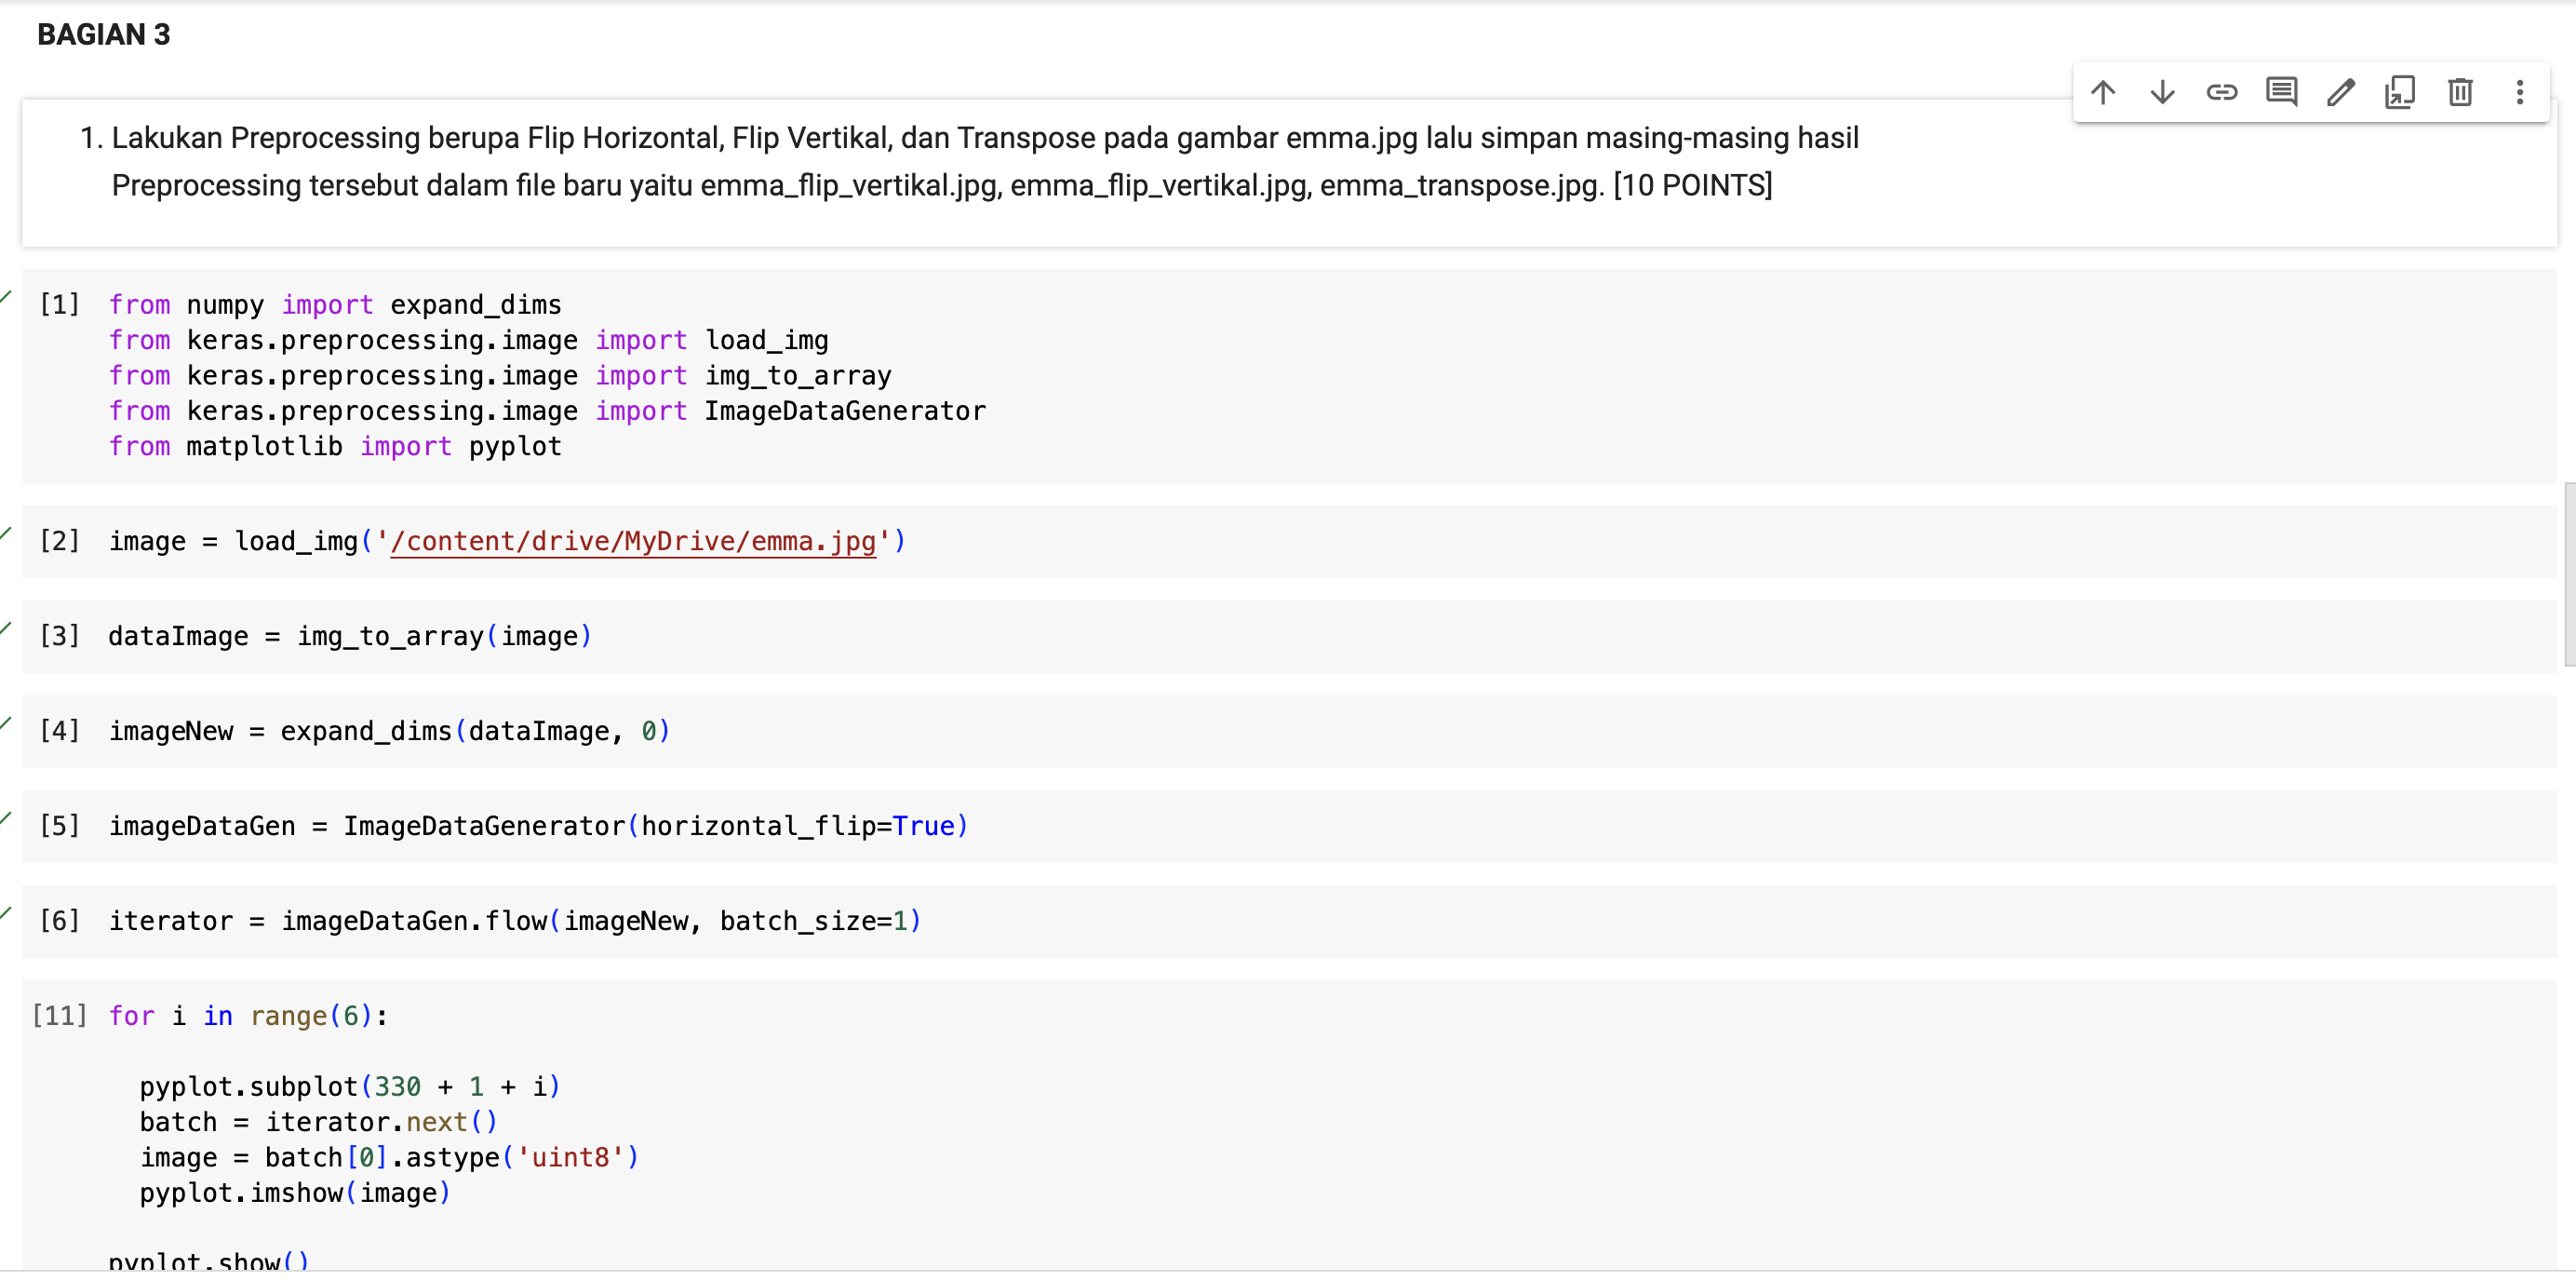 BAGIAN 3
1. Lakukan Preprocessing berupa Flip Horizontal, Flip Vertikal, dan Transpose pada gambar emma.jpg lalu simpan masing-masing hasil
Preprocessing tersebut dalam file baru yaitu emma_flip_vertikal.jpg, emma_flip_vertikal.jpg, emma_transpose.jpg. [10 POINTS]
[1] from numpy import expand_dims
from keras.preprocessing.image import load_img
from keras.preprocessing.image import img_to_array
from keras.preprocessing.image import ImageDataGenerator
from matplotlib import pyplot
[2] image = load_img('/content/drive/MyDrive/emma.jpg')
[3] dataImage = img_to_array(image)
[4] imageNew = expand_dims(dataImage, 0)
[5] imageDataGen = ImageDataGenerator(horizontal_flip=True)
[6] iterator = imageDataGen.flow(imageNew, batch_size=1)
[11] for i in range(6):
pyplot.subplot(330 + 1 + i)
batch = iterator.next()
image = batch[0].astype('uint8')
pyplot.imshow(image)
pyplot.show()